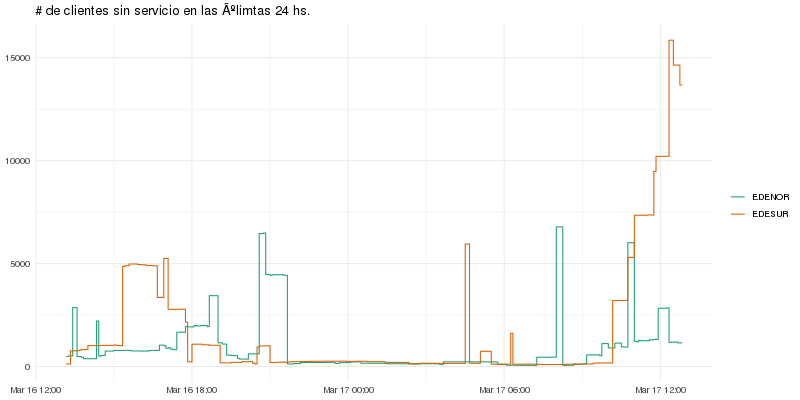 # de clientes sin servicio en las Ãºlimtas 24 hs.
15000
10000
5000
0
Mar 16 12:00
Mar 16 18:00
Mar 17 00:00
Mar 17 06:00
Mar 17 12:00
EDENOR
EDESUR